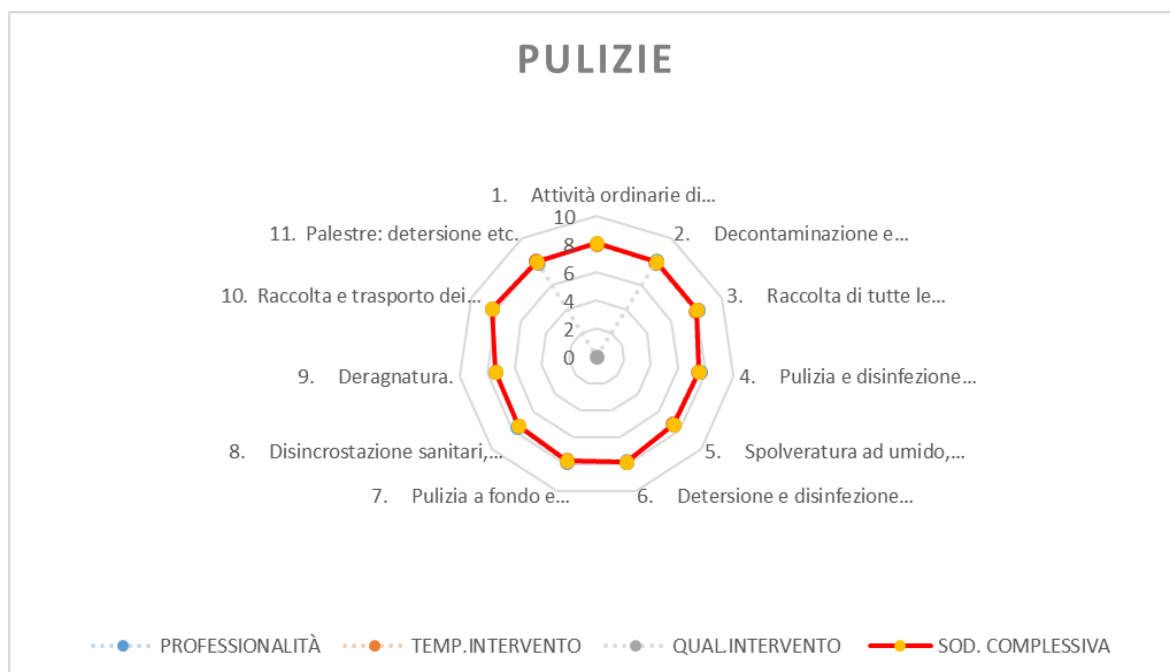 PULIZIE
1. Attività ordinarie di...
10
8
6
4
2
0
2. Decontaminazione e...
3. Raccolta di tutte le...
4. Pulizia e disinfezione...
5. Spolveratura ad umido,...
6. Detersione e disinfezione...
7. Pulizia a fondo e...
8. Disincrostazione sanitari,...
9. Deragnatura.
10. Raccolta e trasporto dei...
11. Palestre: detersione etc.
PROFESSIONALITÀ
TEMP.INTERVENTO
QUAL.INTERVENTO
SOD. COMPLESSIVA